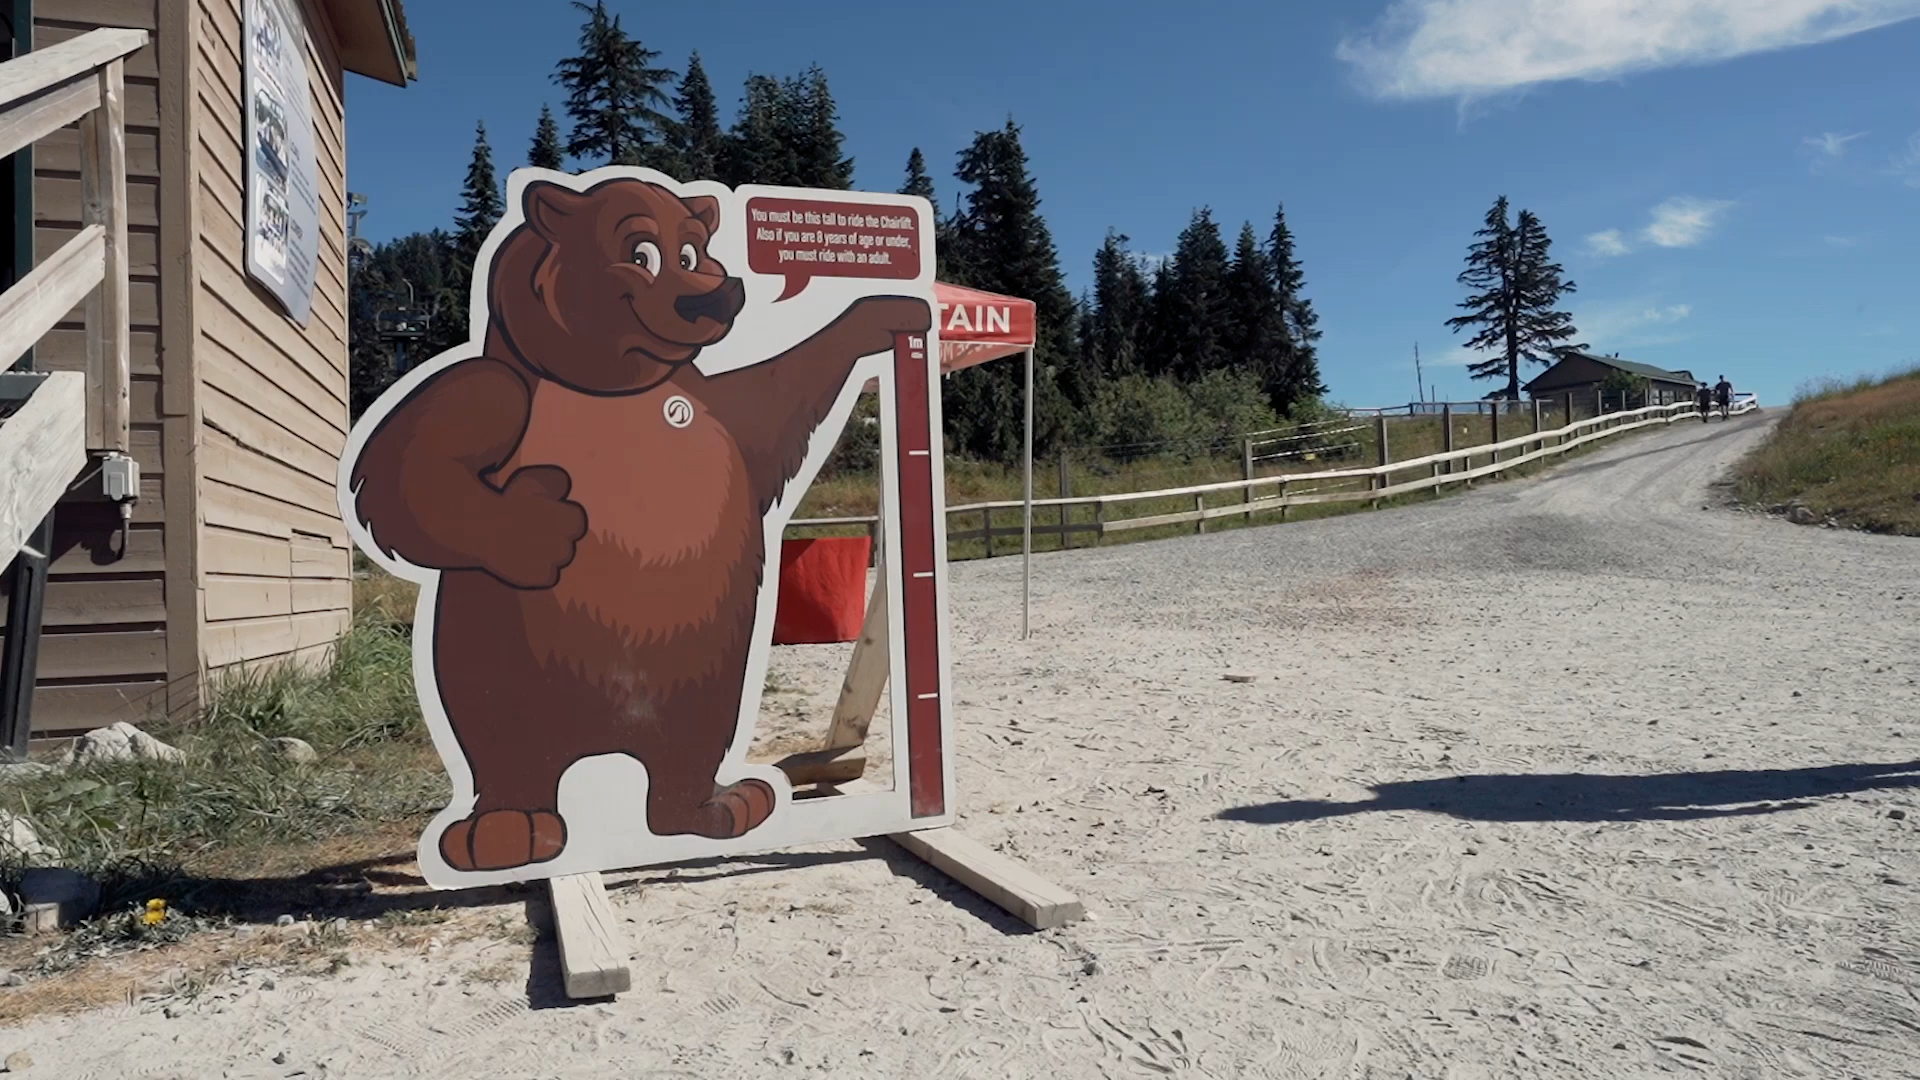 You must be this tall to ride the Chairlift.
Also if you are 8 years of age or under,
you must ride with an adult.
1m
TAIN